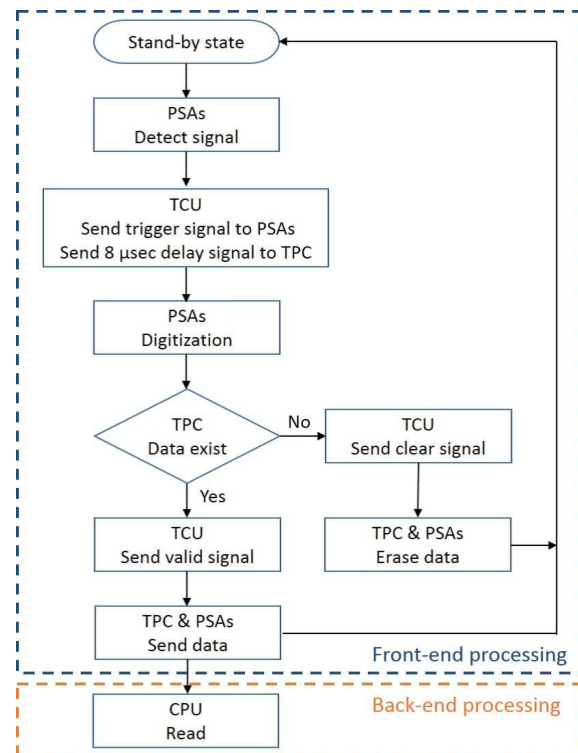 Stand-by state
PSAs
Detect signal
TCU
Send trigger signal to PSAs
Send 8 μsec delay signal to TPC
PSAs
Digitization
TPC
Data exist
No
TCU
Send clear signal
Yes
TPC & PSAs
Erase data
TCU
Send valid signal
TPC & PSAs
Send data
Front-end processing
Back-end processing
CPU
Read